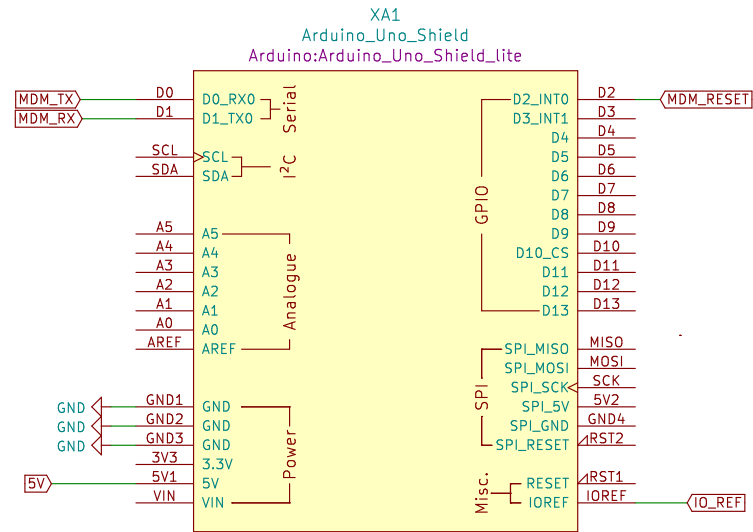 XA1
Arduino_Uno_Shield
Arduino:Arduino_Uno_Shield_lite
MDM_TX D0 D0_RX0
MDM_RX D1 D1_TX0
Serial
SCL SCL
SDA SDA
I²C
A5 A5
A4 A4
A3 A3
A2 A2
A1 A1
A0 A0
AREF AREF
Analogue
GND GND1 GND
GND GND2 GND
GND GND3 GND
3V3 3.3V
5V 5V1 5V
VIN VIN
Power
D2_INT0 D2 MDM_RESET
D3_INT1 D3
D4 D4
D5 D5
D6 D6
D7 D7
D8 D8
D9 D9
D10_CS D10
D11 D11
D12 D12
D13 D13
GPIO
SPI_MISO MISO
SPI_MOSI MOSI
SPI_SCK SCK
SPI_5V 5V2
SPI_GND GND4
SPI_RESET RST2
SPI
RESET RST1
IOREF IOREF IO_REF
Misc.